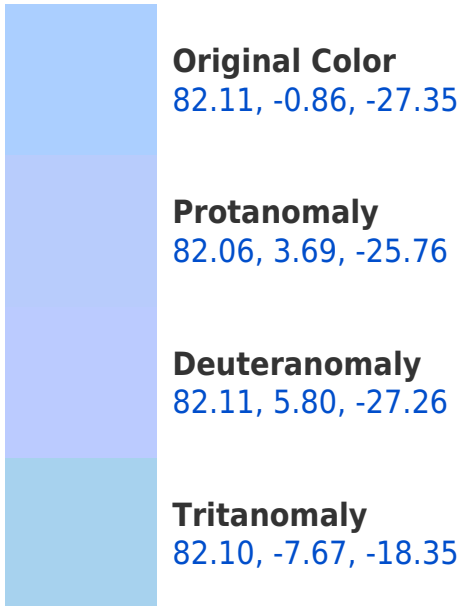 Original Color
82.11, -0.86, -27.35
Protanomaly
82.06, 3.69, -25.76
Deuteranomaly
82.11, 5.80, -27.26
Tritanomaly
82.10, -7.67, -18.35